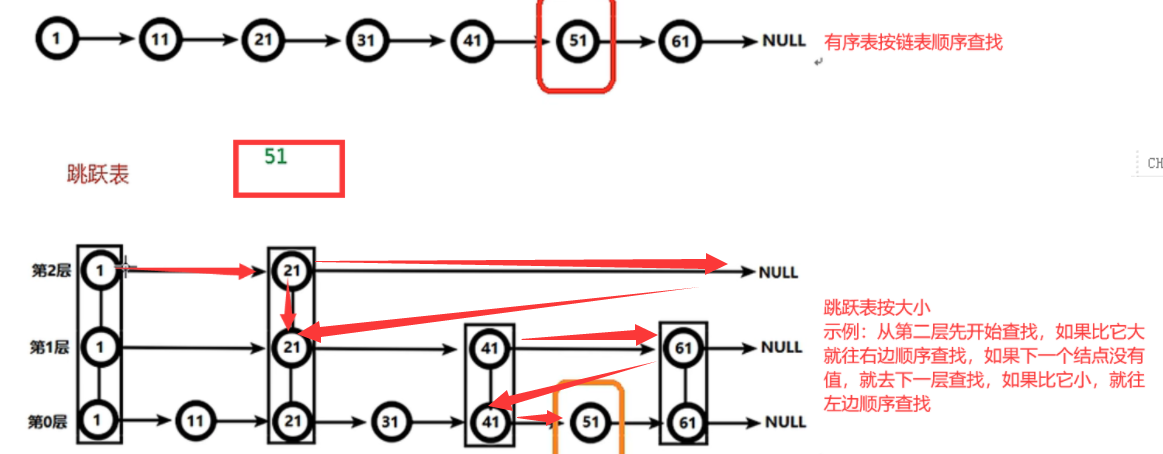 1 11 21 31 41 51 61 NULL 有序表按链表顺序查找
跳跃表 51
CH
第2层 1 21 NULL
跳跃表按大小
示例：从第二层先开始查找，如果比它大
就往右边顺序查找，如果下一个结点没有
值，就去下一层查找，如果比它小，就往
左边顺序查找
第1层 1 21 41 61 NULL
第0层 1 11 21 31 41 51 61 NULL